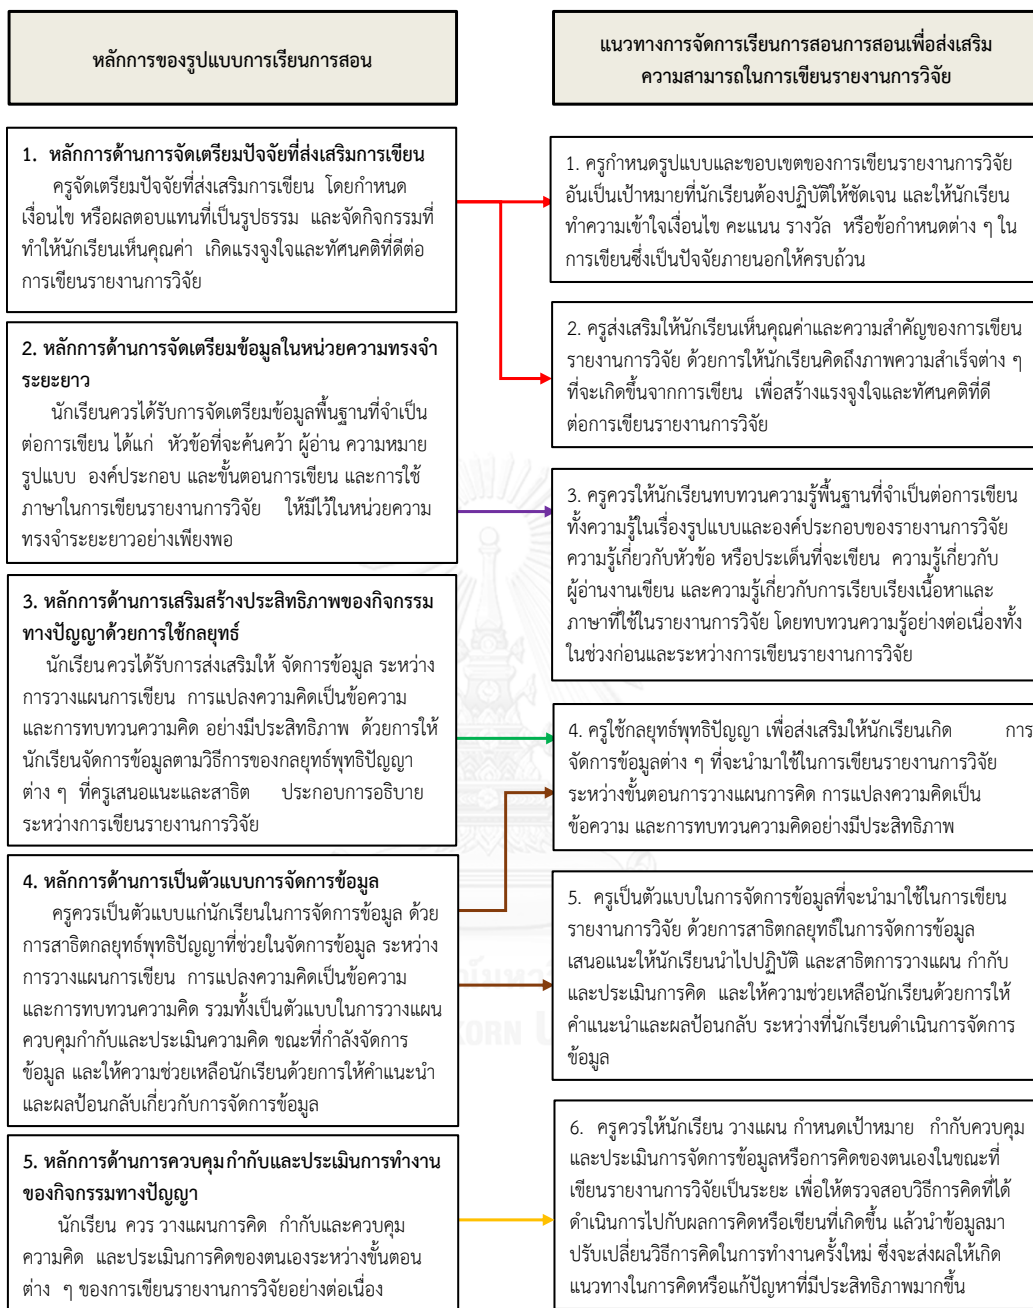 หลักการของรูปแบบการเรียนการสอน
1. หลักการด้านการจัดเตรียมปัจจัยที่ส่งเสริมการเขียน
ครูจัดเตรียมปัจจัยที่ส่งเสริมการเขียน โดยกำหนด
เงื่อนไข หรือผลตอบแทนที่เป็นรูปธรรม และจัดกิจกรรมที่
ทำให้นักเรียนเห็นคุณค่า เกิดแรงจูงใจและทัศนคติที่ดีต่อ
การเขียนรายงานการวิจัย
2. หลักการด้านการจัดเตรียมข้อมูลในหน่วยความทรงจำ
ระยะยาว
นักเรียนควรได้รับการจัดเตรียมข้อมูลพื้นฐานที่จำเป็น
ต่อการเขียน ได้แก่ หัวข้อที่จะค้นคว้า ผู้อ่าน ความหมาย
รูปแบบ องค์ประกอบ และขั้นตอนการเขียน และการใช้
ภาษาในการเขียนรายงานการวิจัย ให้มีไว้ในหน่วยความ
ทรงจำระยะยาวอย่างเพียงพอ
3. หลักการด้านการเสริมสร้างประสิทธิภาพของกิจกรรม
ทางปัญญาด้วยการใช้กลยุทธ์
นักเรียนควรได้รับการส่งเสริมให้ จัดการข้อมูล ระหว่าง
การวางแผนการเขียน การแปลงความคิดเป็นข้อความ
และการทบทวนความคิด อย่างมีประสิทธิภาพ ด้วยการให้
นักเรียนจัดการข้อมูลตามวิธีการของกลยุทธ์พุทธิปัญญา
ต่าง ๆ ที่ครูเสนอแนะและสาธิต ประกอบการอธิบาย
ระหว่างการเขียนรายงานการวิจัย
4. หลักการด้านการเป็นตัวแบบการจัดการข้อมูล
ครูควรเป็นตัวแบบแก่นักเรียนในการจัดการข้อมูล ด้วย
การสาธิตกลยุทธ์พุทธิปัญญาที่ช่วยในจัดการข้อมูล ระหว่าง
การวางแผนการเขียน การแปลงความคิดเป็นข้อความ
และการทบทวนความคิด รวมทั้งเป็นตัวแบบในการวางแผน
ควบคุมกำกับและประเมินความคิด ขณะที่กำลังจัดการ
ข้อมูล และให้ความช่วยเหลือนักเรียนด้วยการให้คำแนะนำ
และผลป้อนกลับเกี่ยวกับการจัดการข้อมูล
5. หลักการด้านการควบคุมกำกับและประเมินการทำงาน
ของกิจกรรมทางปัญญา
นักเรียน ควร วางแผนการคิด กำกับและควบคุม
ความคิด และประเมินการคิดของตนเองระหว่างขั้นตอน
ต่าง ๆ ของการเขียนรายงานการวิจัยอย่างต่อเนื่อง
แนวทางการจัดการเรียนการสอนการสอนเพื่อส่งเสริม
ความสามารถในการเขียนรายงานการวิจัย
1. ครูกำหนดรูปแบบและขอบเขตของการเขียนรายงานการวิจัย
อันเป็นเป้าหมายที่นักเรียนต้องปฏิบัติให้ชัดเจน และให้นักเรียน
ทำความเข้าใจเงื่อนไข คะแนน รางวัล หรือข้อกำหนดต่าง ๆ ใน
การเขียนซึ่งเป็นปัจจัยภายนอกให้ครบถ้วน
2. ครูส่งเสริมให้นักเรียนเห็นคุณค่าและความสำคัญของการเขียน
รายงานการวิจัย ด้วยการให้นักเรียนคิดถึงภาพความสำเร็จต่าง ๆ
ที่จะเกิดขึ้นจากการเขียน เพื่อสร้างแรงจูงใจและทัศนคติที่ดี
ต่อการเขียนรายงานการวิจัย
3. ครูควรให้นักเรียนทบทวนความรู้พื้นฐานที่จำเป็นต่อการเขียน
ทั้งความรู้ในเรื่องรูปแบบและองค์ประกอบของรายงานการวิจัย
ความรู้เกี่ยวกับหัวข้อ หรือประเด็นที่จะเขียน ความรู้เกี่ยวกับ
ผู้อ่านงานเขียน และความรู้เกี่ยวกับการเรียบเรียงเนื้อหาและ
ภาษาที่ใช้ในรายงานการวิจัย โดยทบทวนความรู้อย่างต่อเนื่องทั้ง
ในช่วงก่อนและระหว่างการเขียนรายงานการวิจัย
4. ครูใช้กลยุทธ์พุทธิปัญญา เพื่อส่งเสริมให้นักเรียนเกิด การ
จัดการข้อมูลต่าง ๆ ที่จะนำมาใช้ในการเขียนรายงานการวิจัย
ระหว่างขั้นตอนการวางแผนการคิด การแปลงความคิดเป็น
ข้อความ และการทบทวนความคิดอย่างมีประสิทธิภาพ
5. ครูเป็นตัวแบบในการจัดการข้อมูลที่จะนำมาใช้ในการเขียน
รายงานการวิจัย ด้วยการสาธิตกลยุทธ์ในการจัดการข้อมูล
เสนอแนะให้นักเรียนนำไปปฏิบัติ และสาธิตการวางแผน กำกับ
และประเมินการคิด และให้ความช่วยเหลือนักเรียนด้วยการให้
คำแนะนำและผลป้อนกลับ ระหว่างที่นักเรียนดำเนินการจัดการ
ข้อมูล
6. ครูควรให้นักเรียน วางแผน กำหนดเป้าหมาย กำกับควบคุม
และประเมินการจัดการข้อมูลหรือการคิดของตนเองในขณะที่
เขียนรายงานการวิจัยเป็นระยะ เพื่อให้ตรวจสอบวิธีการคิดที่ได้
ดำเนินการไปกับผลการคิดหรือเขียนที่เกิดขึ้น แล้วนำข้อมูลมา
ปรับเปลี่ยนวิธีการคิดในการทำงานครั้งใหม่ ซึ่งจะส่งผลให้เกิด
แนวทางในการคิดหรือแก้ปัญหาที่มีประสิทธิภาพมากขึ้น